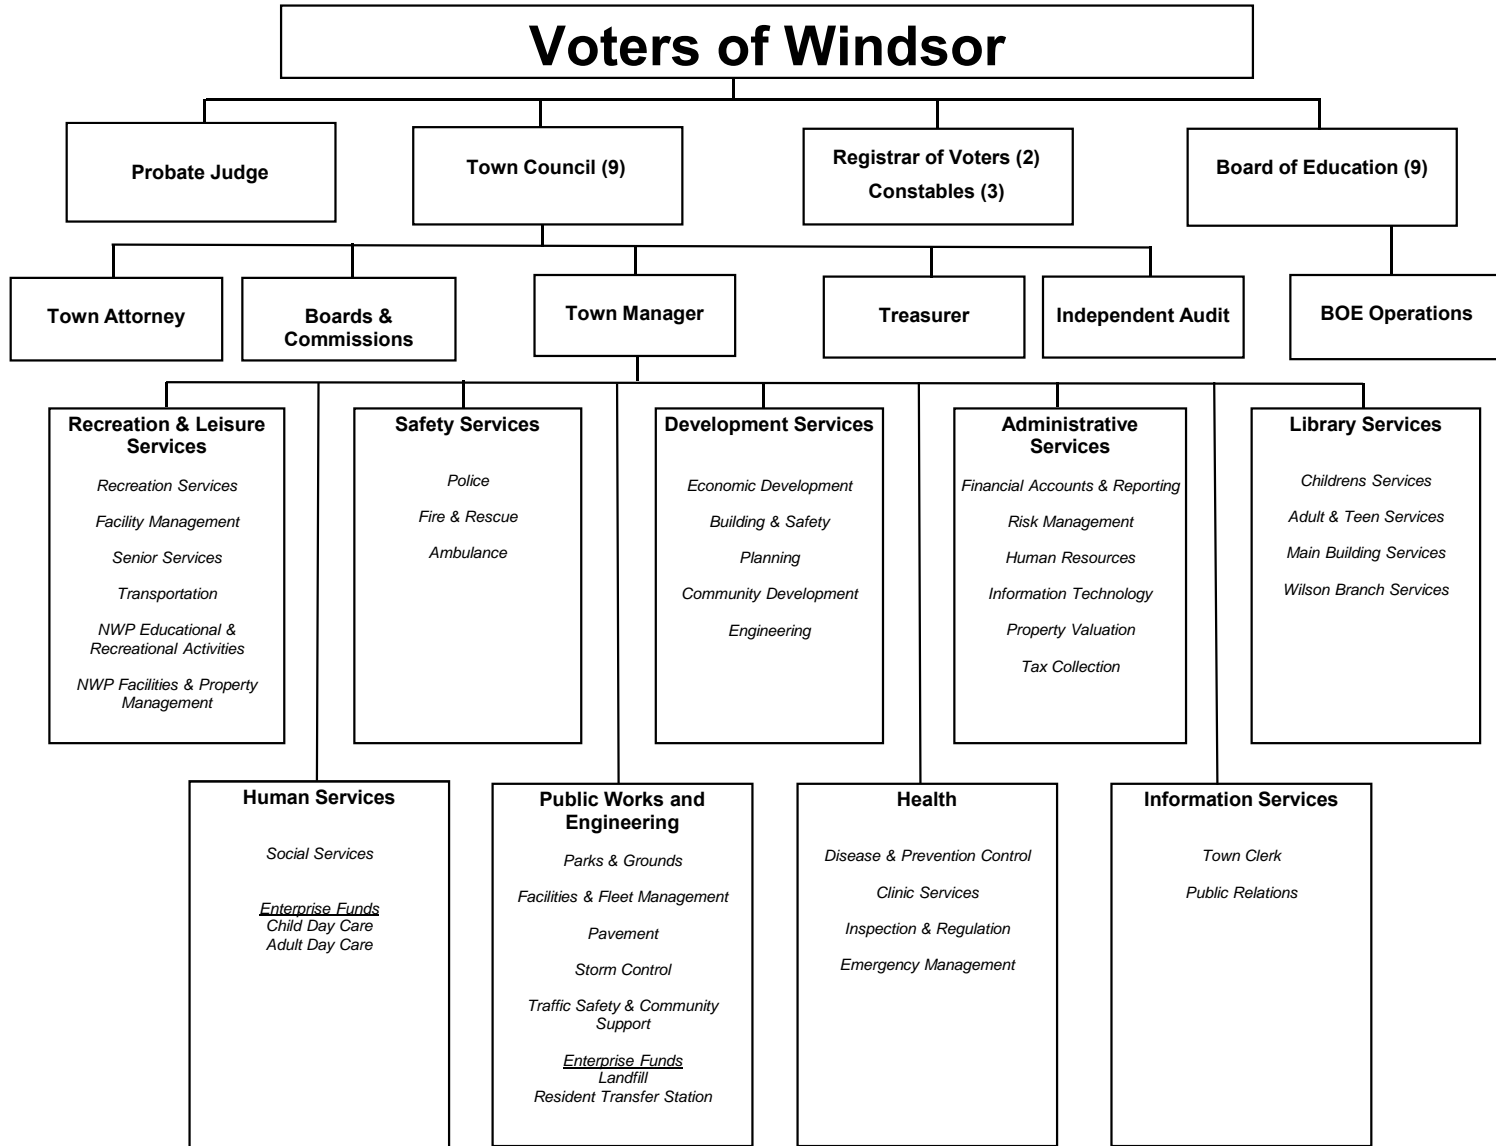 Voters of Windsor
Probate Judge
Town Council (9)
Registrar of Voters (2)
Constables (3)
Board of Education (9)
Town Attorney
Boards &
Commissions
Town Manager
Treasurer
Independent Audit
BOE Operations
Recreation & Leisure
Services
Recreation Services
Facility Management
Senior Services
Transportation
NWP Educational &
Recreational Activities
NWP Facilities & Property
Management
Safety Services
Police
Fire & Rescue
Ambulance
Development Services
Economic Development
Building & Safety
Planning
Community Development
Engineering
Administrative
Services
Financial Accounts & Reporting
Risk Management
Human Resources
Information Technology
Property Valuation
Tax Collection
Library Services
Childrens Services
Adult & Teen Services
Main Building Services
Wilson Branch Services
Human Services
Social Services
Enterprise Funds
Child Day Care
Adult Day Care
Public Works and
Engineering
Parks & Grounds
Facilities & Fleet Management
Pavement
Storm Control
Traffic Safety & Community
Support
Enterprise Funds
Landfill
Resident Transfer Station
Health
Disease & Prevention Control
Clinic Services
Inspection & Regulation
Emergency Management
Information Services
Town Clerk
Public Relations